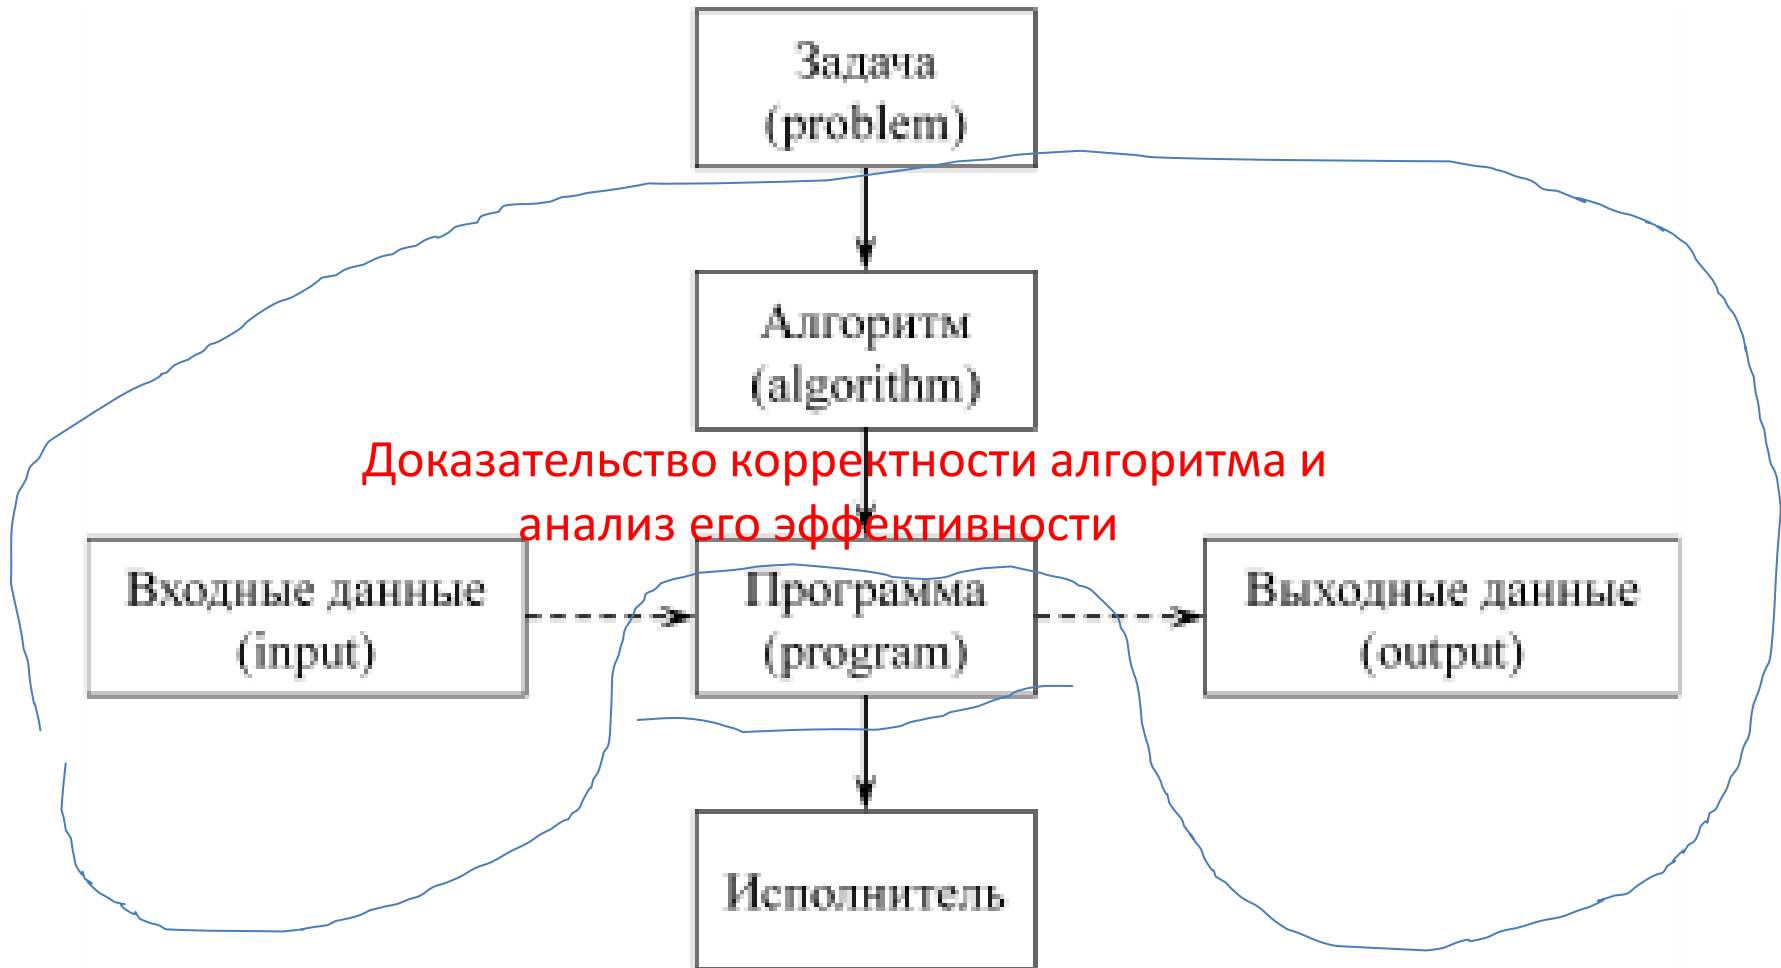 Задача
(problem)
Алгоритм
(algorithm)
Доказательство корректности алгоритма и
анализ его эффективности
Входные данные
(input)
Программа
(program)
Выходные данные
(output)
Исполнитель